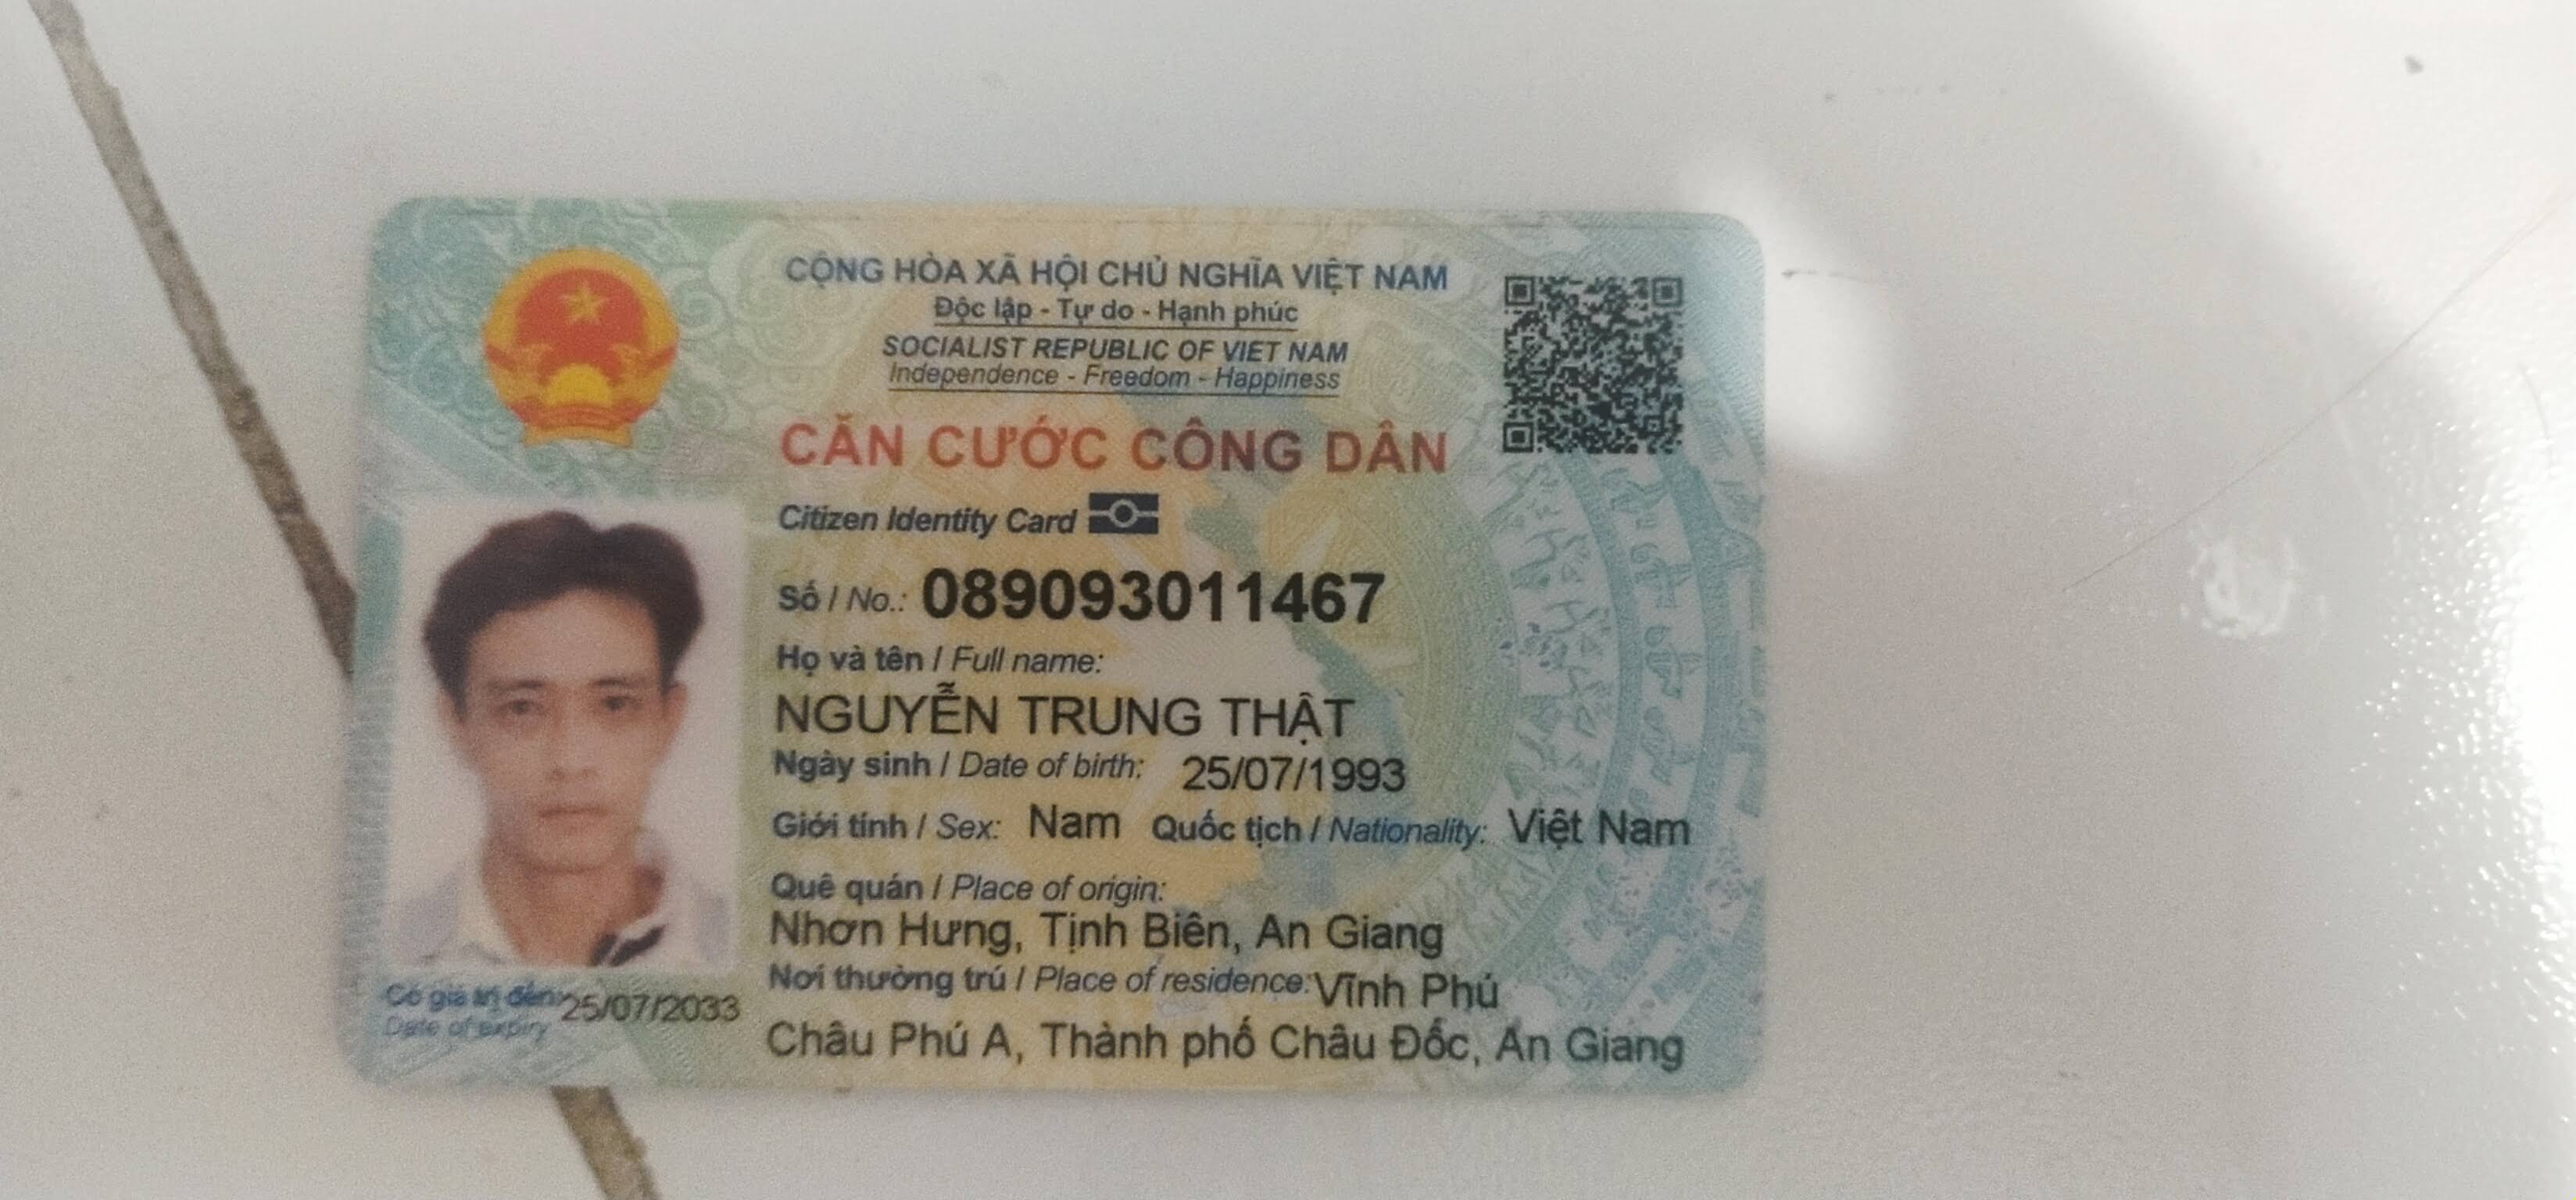 CỘNG HÒA XÃ HỘI CHỦ NGHĨA VIỆT NAM
Độc lập - Tự do - Hạnh phúc
SOCIALIST REPUBLIC OF VIET NAM
Independence - Freedom - Happiness
CĂN CƯỚC CÔNG DÂN
Citizen Identity Card
Số / No.: 089093011467
Họ và tên / Full name:
NGUYỄN TRUNG THẬT
Ngày sinh / Date of birth: 25/07/1993
Giới tính / Sex: Nam Quốc tịch / Nationality: Việt Nam
Quê quán / Place of origin:
Nhơn Hưng, Tịnh Biên, An Giang
Nơi thường trú / Place of residence: Vĩnh Phú
Châu Phú A, Thành phố Châu Đốc, An Giang
Có giá trị đến: 25/07/2033
Date of expiry